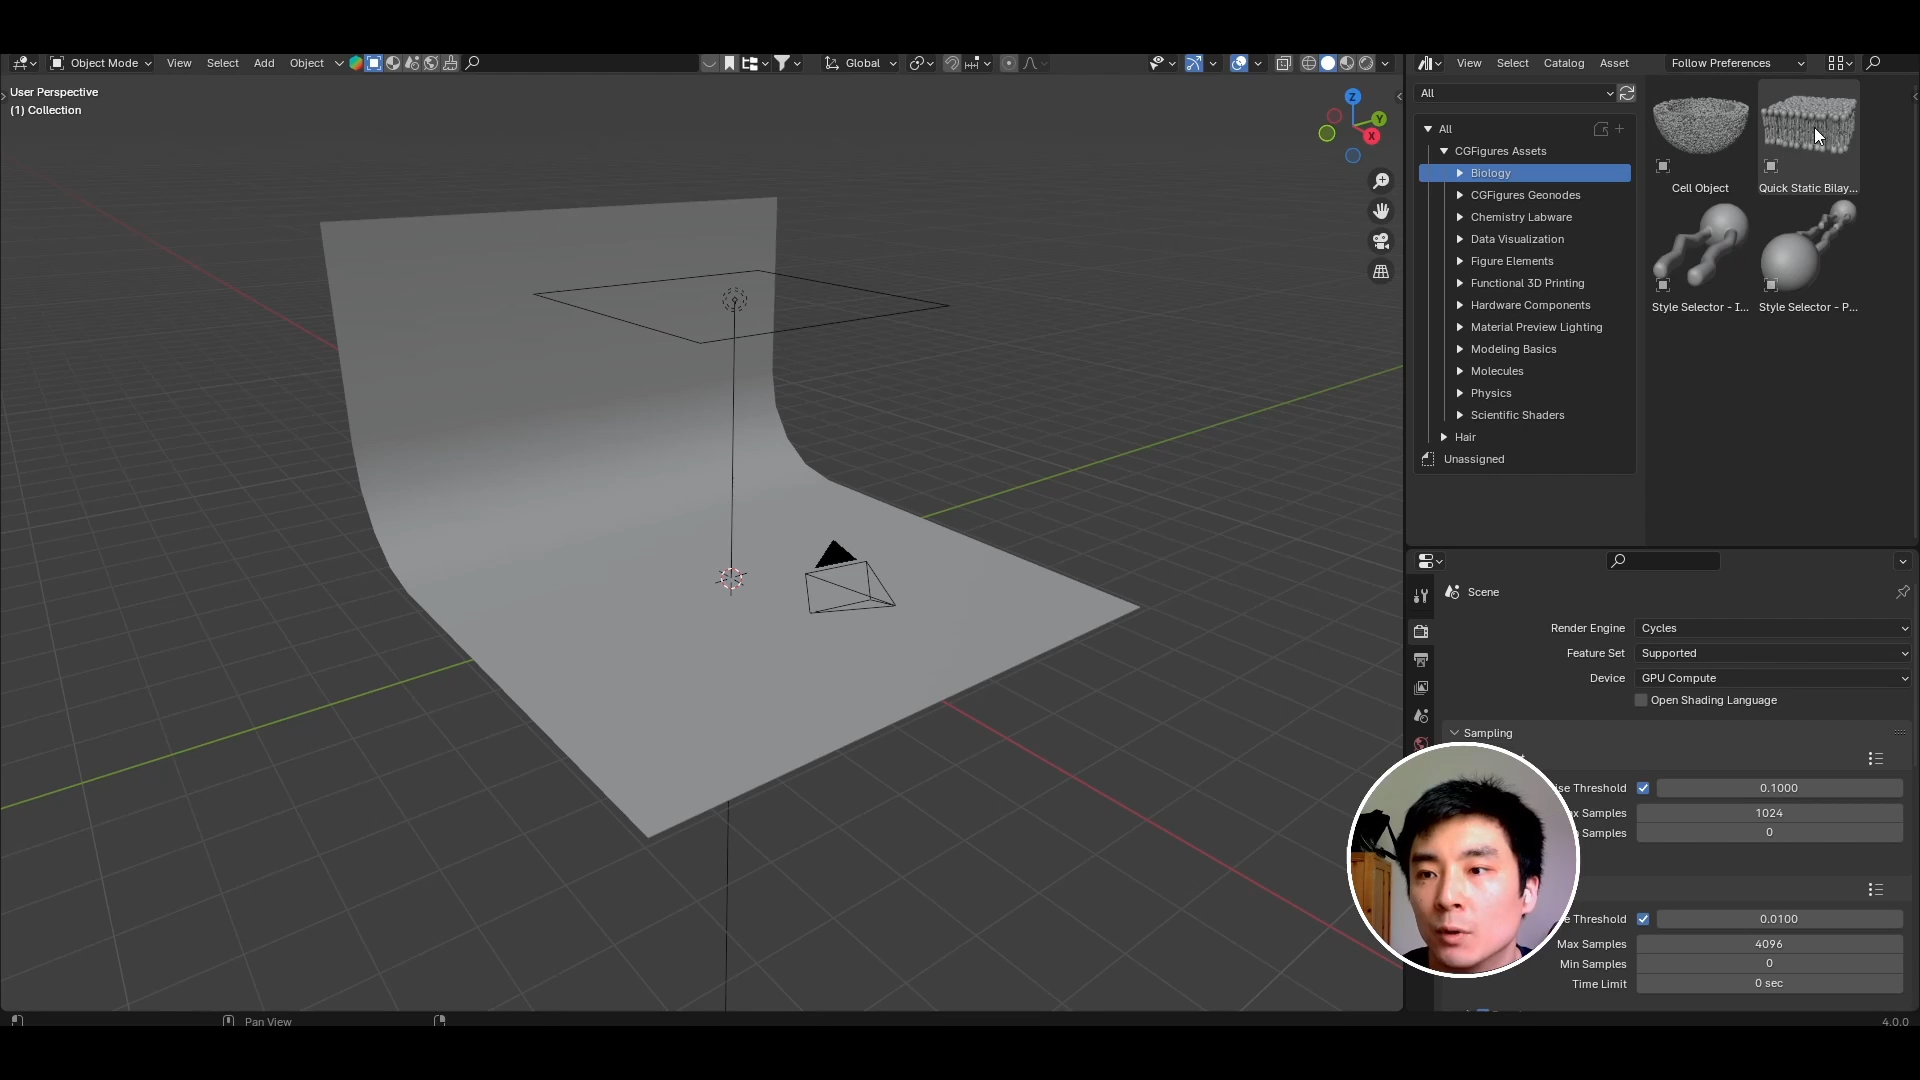 Object Mode View Select Add Object Global
User Perspective
(1) Collection
Z
Y
X
View Select Catalog Asset Follow Preferences
All
All
CGFigures Assets
Biology
CGFigures Geonodes
Chemistry Labware
Data Visualization
Figure Elements
Functional 3D Printing
Hardware Components
Material Preview Lighting
Modeling Basics
Molecules
Physics
Scientific Shaders
Hair
Unassigned
Cell Object Quick Static Bilay...
Style Selector - I... Style Selector - P...
Scene
Render Engine Cycles
Feature Set Supported
Device GPU Compute
Open Shading Language
Sampling
Threshold 0.1000
Samples 1024
Samples 0
Threshold 0.0100
Max Samples 4096
Min Samples 0
Time Limit 0 sec
Pan View 4.0.0